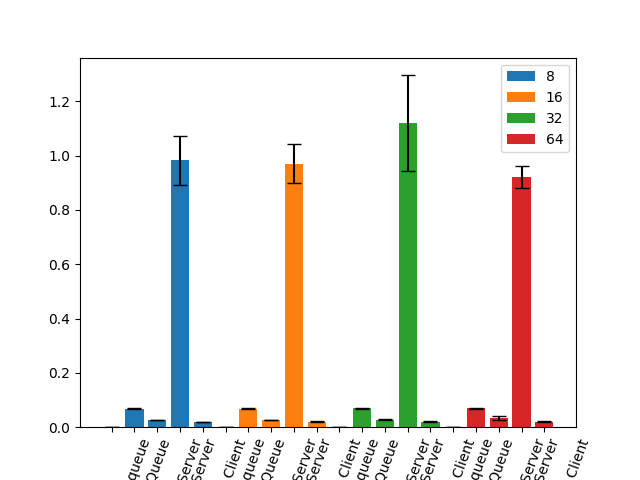 1.2
1.0
0.8
0.6
0.4
0.2
0.0
8
16
32
64
queue
Queue
Server
Server
Client
queue
Queue
Server
Server
Client
queue
Queue
Server
Server
Client
queue
Queue
Server
Server
Client